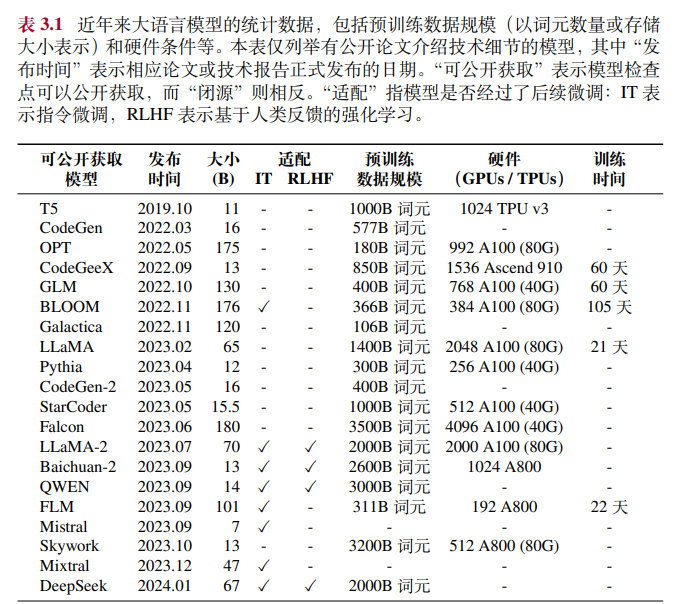 表 3.1 近年来大语言模型的统计数据，包括预训练数据规模（以词元数量或存储
大小表示）和硬件条件等。本表仅列举有公开论文介绍技术细节的模型，其中“发
布时间”表示相应论文或技术报告正式发布的日期。“可公开获取”表示模型检查
点可以公开获取，而“闭源”则相反。“适配”指模型是否经过了后续微调：IT 表
示指令微调，RLHF 表示基于人类反馈的强化学习。
可公开获取 发布 大小 适配 预训练 硬件 训练
模型 时间 (B) IT RLHF 数据规模 （GPUs / TPUs） 时间
T5 2019.10 11 - - 1000B 词元 1024 TPU v3 -
CodeGen 2022.03 16 - - 577B 词元 - -
OPT 2022.05 175 - - 180B 词元 992 A100 (80G) -
CodeGeeX 2022.09 13 - - 850B 词元 1536 Ascend 910 60 天
GLM 2022.10 130 - - 400B 词元 768 A100 (40G) 60 天
BLOOM 2022.11 176 ✓ - 366B 词元 384 A100 (80G) 105 天
Galactica 2022.11 120 - - 106B 词元 - -
LLaMA 2023.02 65 - - 1400B 词元 2048 A100 (80G) 21 天
Pythia 2023.04 12 - - 300B 词元 256 A100 (40G) -
CodeGen-2 2023.05 16 - - 400B 词元 - -
StarCoder 2023.05 15.5 - - 1000B 词元 512 A100 (40G) -
Falcon 2023.06 180 - - 3500B 词元 4096 A100 (40G) -
LLaMA-2 2023.07 70 ✓ ✓ 2000B 词元 2000 A100 (80G) -
Baichuan-2 2023.09 13 ✓ ✓ 2600B 词元 1024 A800 -
QWEN 2023.09 14 ✓ ✓ 3000B 词元 - -
FLM 2023.09 101 ✓ - 311B 词元 192 A800 22 天
Mistral 2023.09 7 ✓ - - - -
Skywork 2023.10 13 - - 3200B 词元 512 A800 (80G) -
Mixtral 2023.12 47 ✓ - - - -
DeepSeek 2024.01 67 ✓ ✓ 2000B 词元 - -